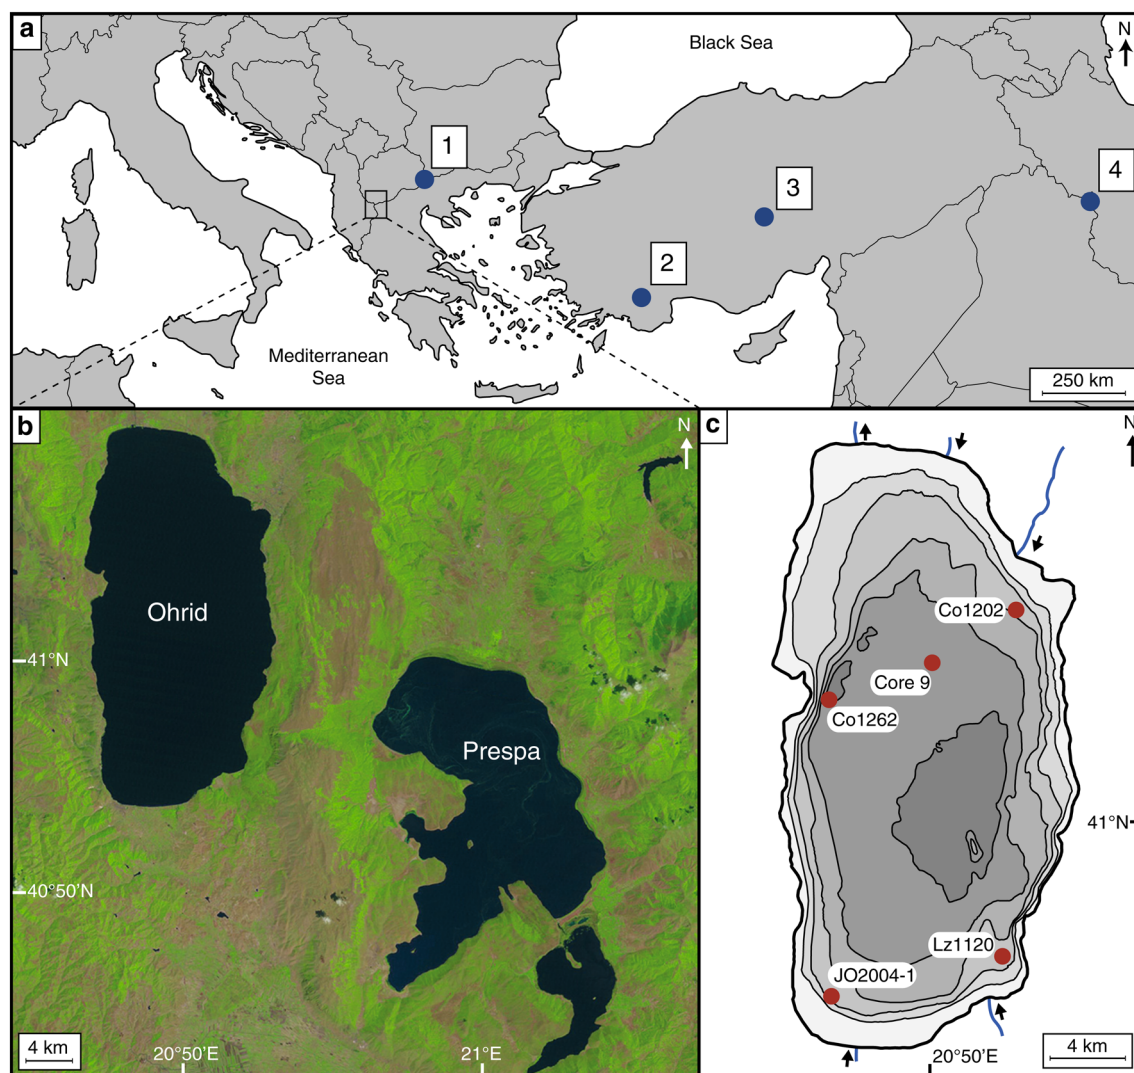 a
Black Sea
N
1
2
3
4
Mediterranean
Sea
250 km
b
N
Ohrid
Prespa
41°N
40°50'N
4 km
20°50'E
21°E
c
N
Co1202
Core 9
Co1262
41°N
Lz1120
JO2004-1
20°50'E
4 km